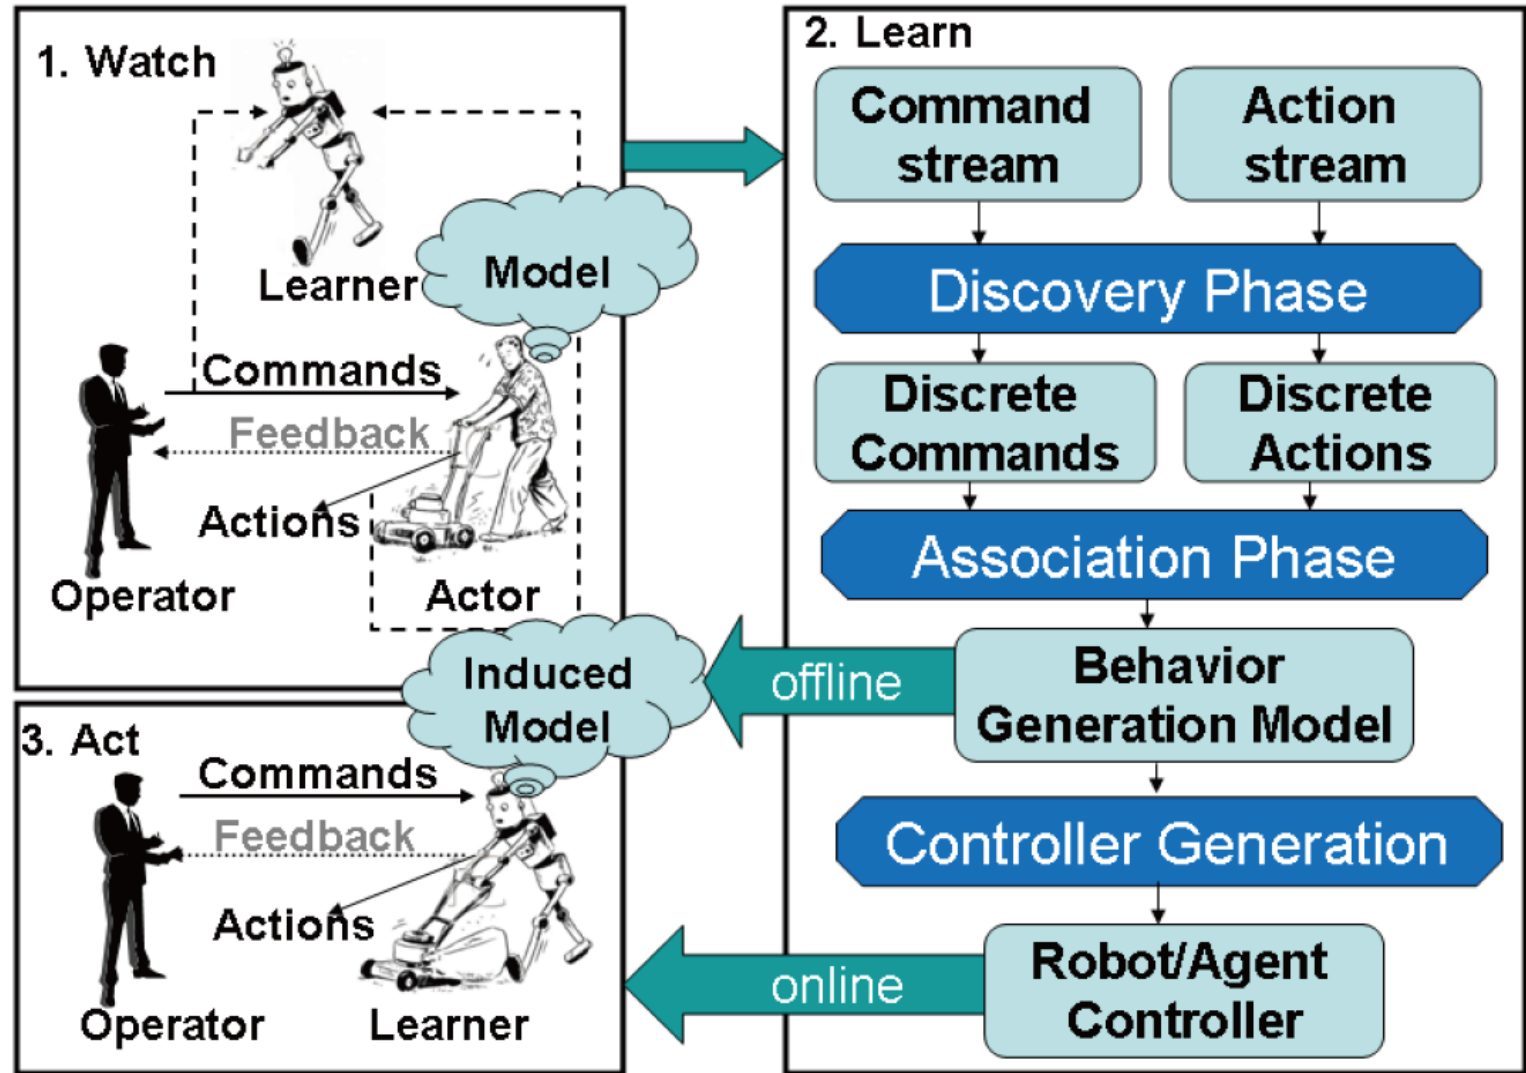 1. Watch
Learner
Model
Commands
Feedback
Actions
Operator
Actor
2. Learn
Command
stream
Action
stream
Discovery Phase
Discrete
Commands
Discrete
Actions
Association Phase
Behavior
Generation Model
offline
Controller Generation
Robot/Agent
Controller
online
Induced
Model
3. Act
Commands
Feedback
Actions
Operator
Learner